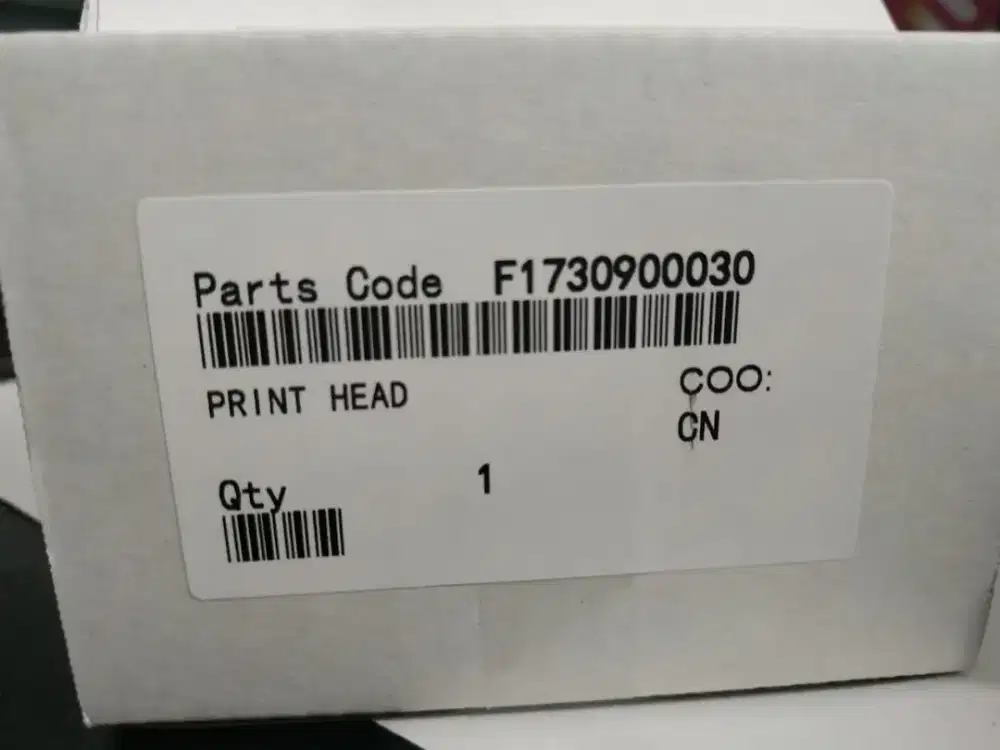 Parts Code F1730900030
PRINT HEAD
COO:
CN
Qty 1